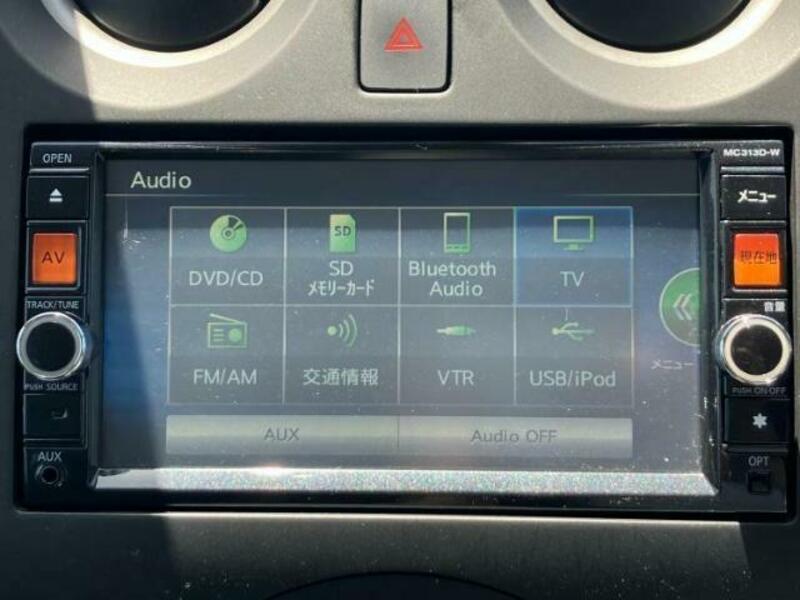 OPEN
MC313D-W
Audio
メニュー
AV
現在地
DVD/CD
SD
SD
メモリーカード
Bluetooth
Audio
TV
TRACK/TUNE
音量
メニュー
FM/AM
交通情報
VTR
USB/iPod
PUSH SOURCE
PUSH ON·OFF
AUX
Audio OFF
AUX
OPT